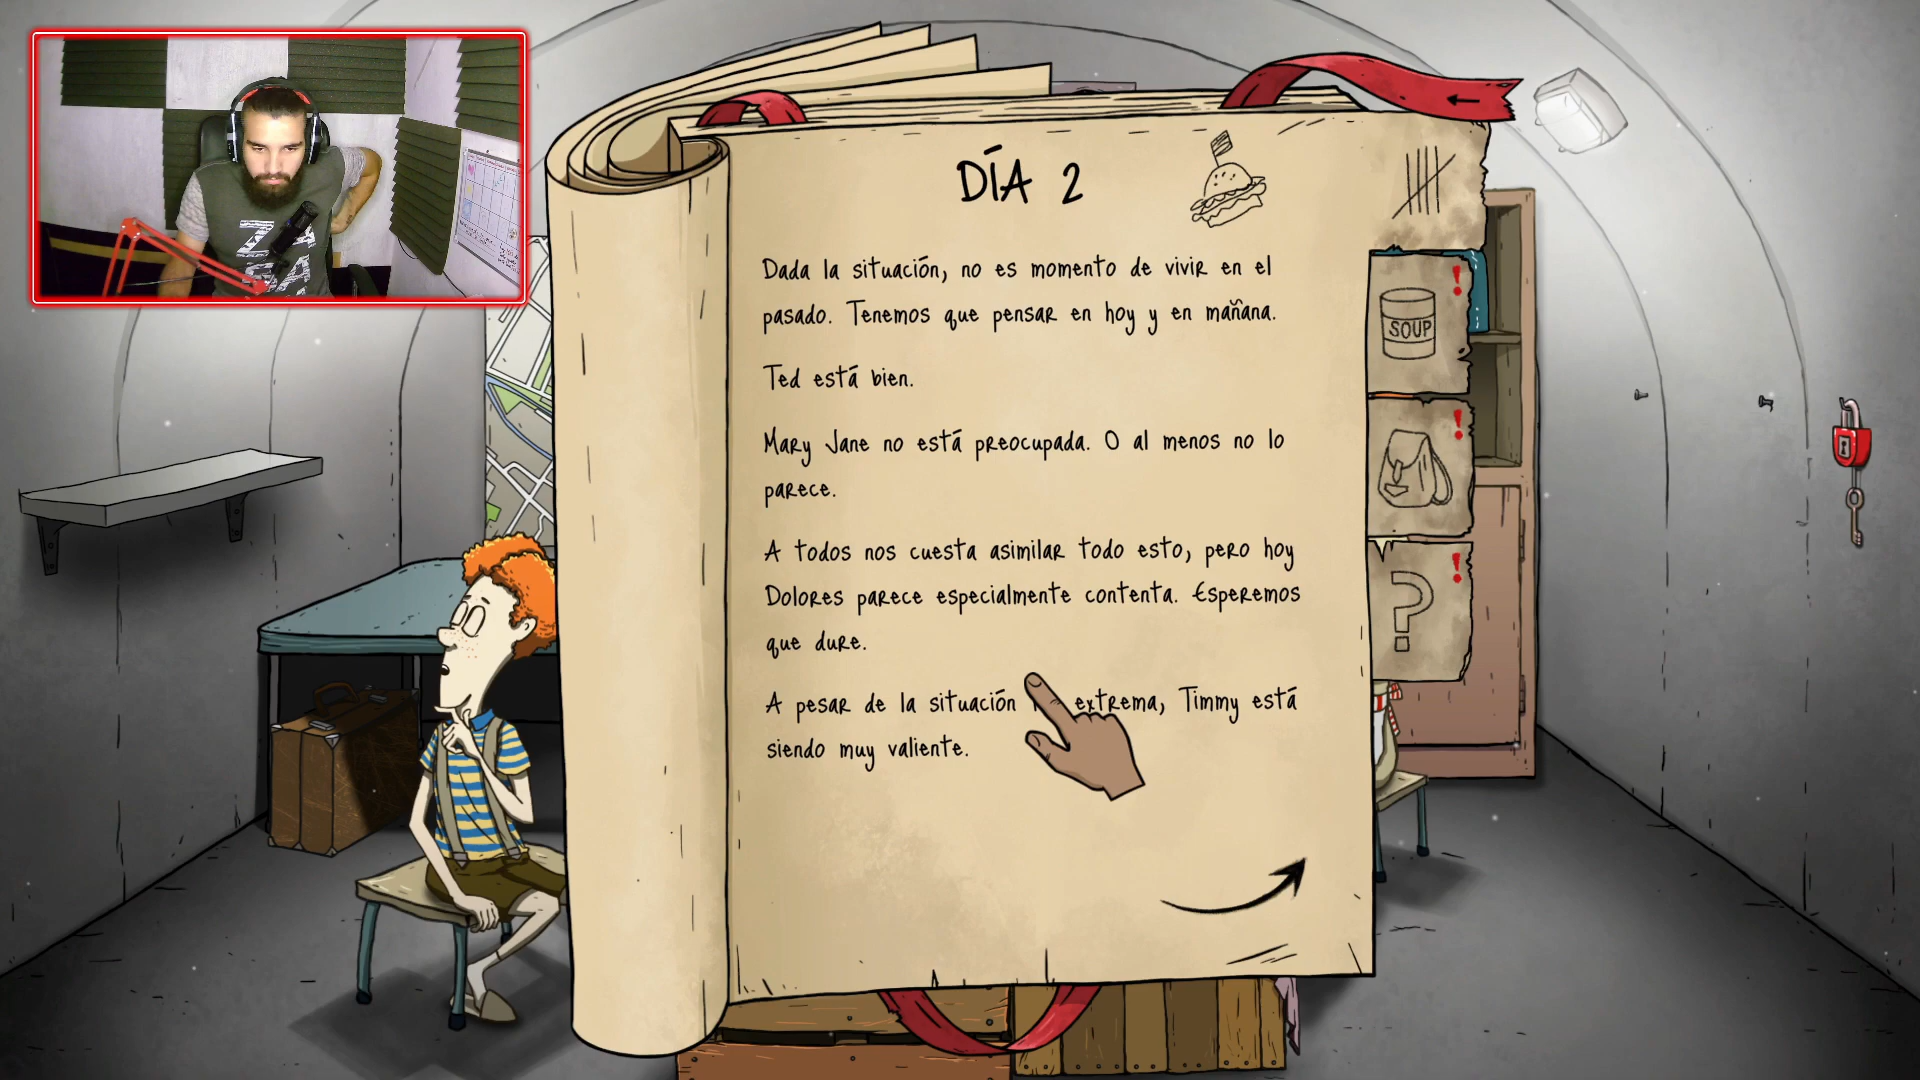 DÍA 2
Dada la situación, no es momento de vivir en el
pasado. Tenemos que pensar en hoy y en mañana.
Ted está bien.
Mary Jane no está preocupada. O al menos no lo
parece.
A todos nos cuesta asimilar todo esto, pero hoy
Dolores parece especialmente contenta. Esperemos
que dure.
A pesar de la situación extrema, Timmy está
siendo muy valiente.
SOUP